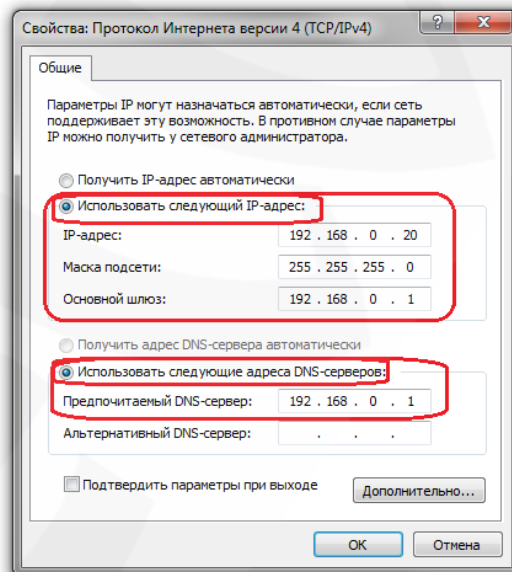 Свойства: Протокол Интернета версии 4 (TCP/IPv4)
Общие
Параметры IP могут назначаться автоматически, если сеть
поддерживает эту возможность. В противном случае параметры
IP можно получить у сетевого администратора.
Получить IP-адрес автоматически
Использовать следующий IP-адрес:
IP-адрес: 192 . 168 . 0 . 20
Маска подсети: 255 . 255 . 255 . 0
Основной шлюз: 192 . 168 . 0 . 1
Получить адрес DNS-сервера автоматически
Использовать следующие адреса DNS-серверов:
Предпочитаемый DNS-сервер: 192 . 168 . 0 . 1
Альтернативный DNS-сервер: . . .
Подтвердить параметры при выходе
Дополнительно...
ОК Отмена